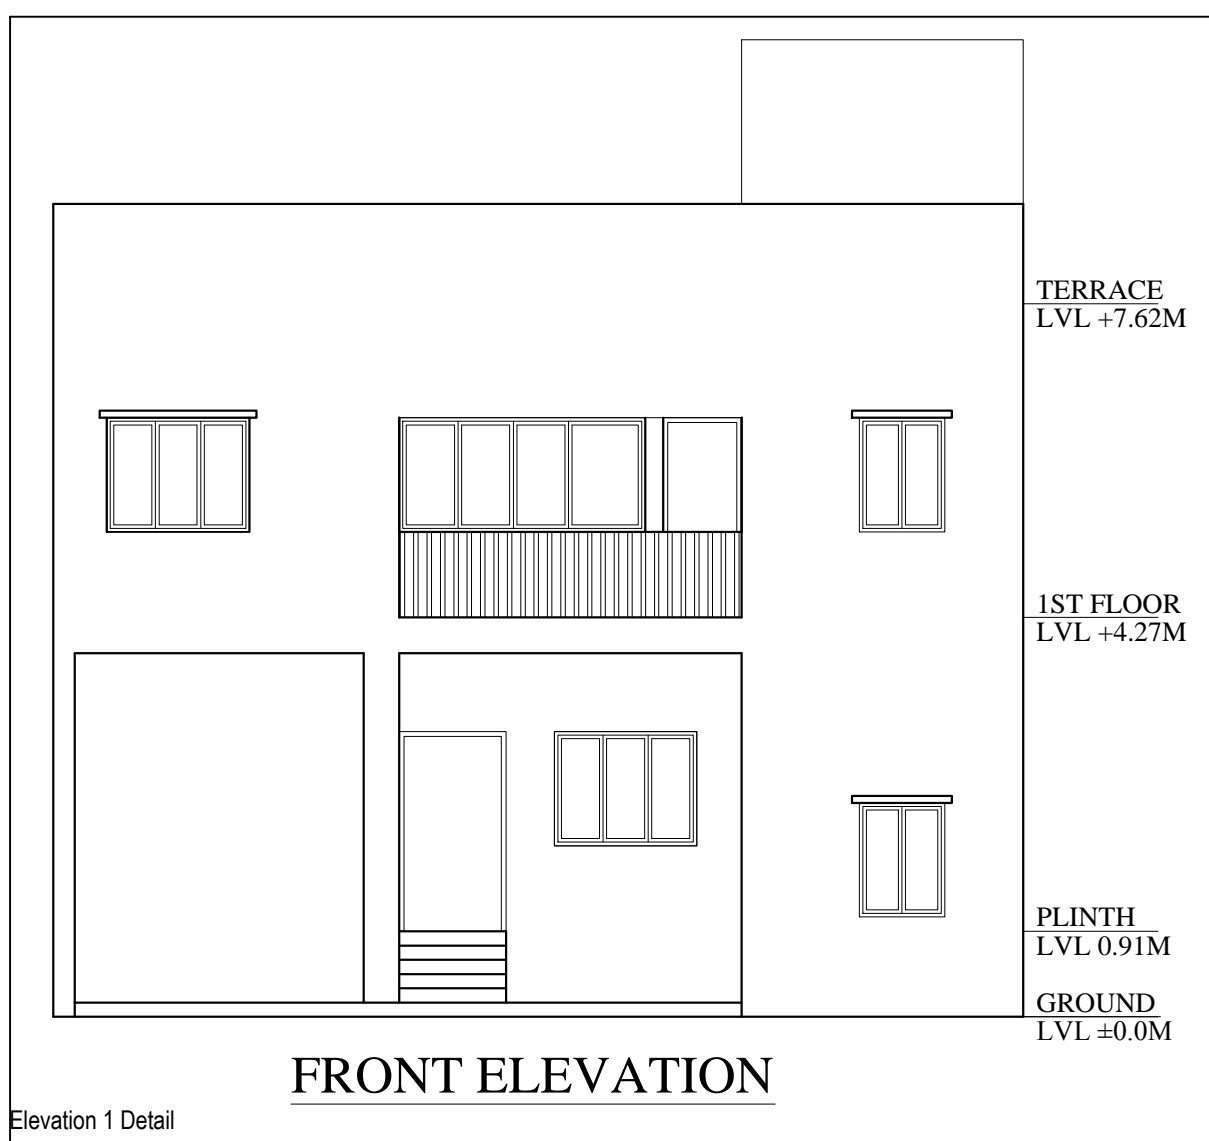 TERRACE
LVL +7.62M
1ST FLOOR
LVL +4.27M
PLINTH
LVL 0.91M
GROUND
LVL ±0.0M
FRONT ELEVATION
Elevation 1 Detail